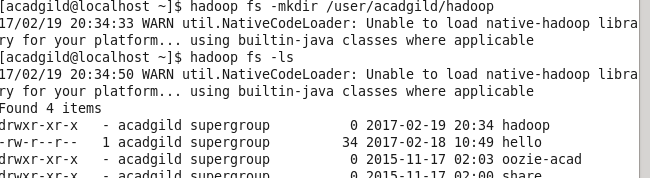 [acadgild@localhost ~]$ hadoop fs -mkdir /user/acadgild/hadoop
17/02/19 20:34:33 WARN util.NativeCodeLoader: Unable to load native-hadoop libra
ry for your platform... using builtin-java classes where applicable
[acadgild@localhost ~]$ hadoop fs -ls
17/02/19 20:34:50 WARN util.NativeCodeLoader: Unable to load native-hadoop libra
ry for your platform... using builtin-java classes where applicable
Found 4 items
drwxr-xr-x   - acadgild supergroup          0 2017-02-19 20:34 hadoop
-rw-r--r--   1 acadgild supergroup         34 2017-02-18 10:49 hello
drwxr-xr-x   - acadgild supergroup          0 2015-11-17 02:03 oozie-acad
drwxr-xr-x   - acadgild supergroup          0 2015-11-17 02:00 share